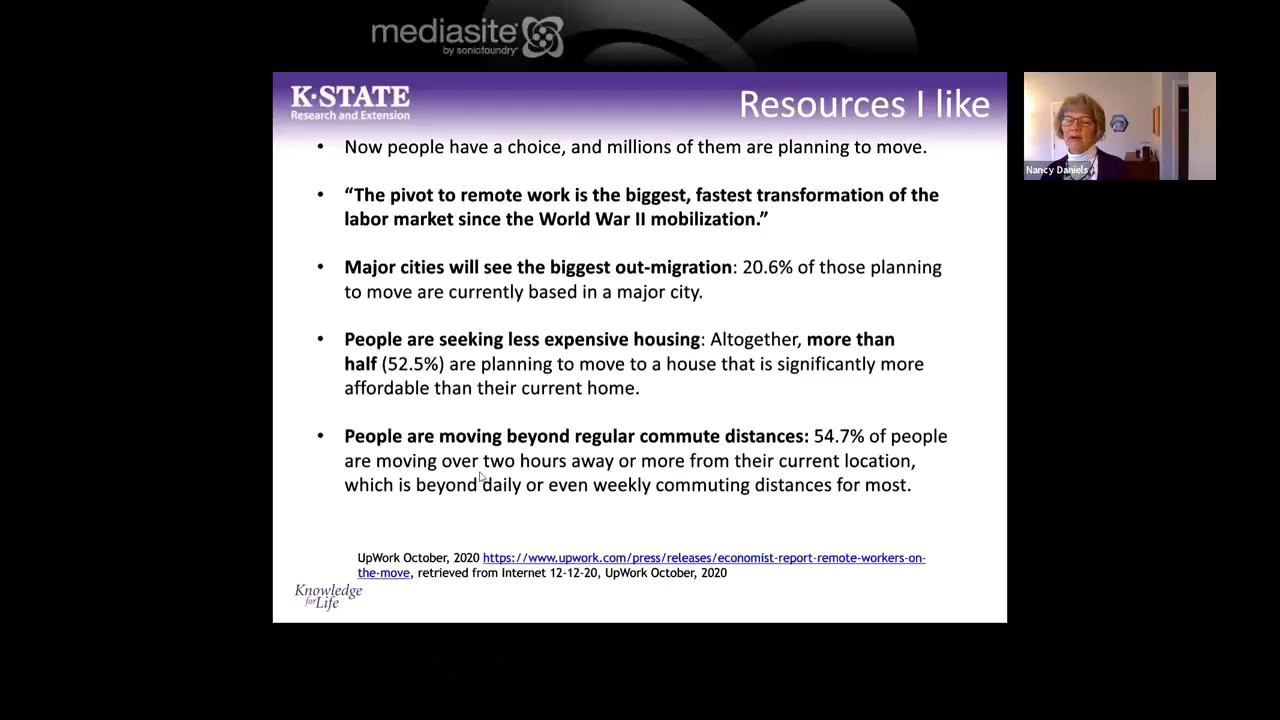 mediasite
by sonicfoundry
K·STATE
Research and Extension
Resources I like
Nancy Daniels
• Now people have a choice, and millions of them are planning to move.
• “The pivot to remote work is the biggest, fastest transformation of the
labor market since the World War II mobilization.”
• Major cities will see the biggest out-migration: 20.6% of those planning
to move are currently based in a major city.
• People are seeking less expensive housing: Altogether, more than
half (52.5%) are planning to move to a house that is significantly more
affordable than their current home.
• People are moving beyond regular commute distances: 54.7% of people
are moving over two hours away or more from their current location,
which is beyond daily or even weekly commuting distances for most.
UpWork October, 2020 https://www.upwork.com/press/releases/economist-report-remote-workers-on-
the-move, retrieved from Internet 12-12-20, UpWork October, 2020
Knowledge
for Life